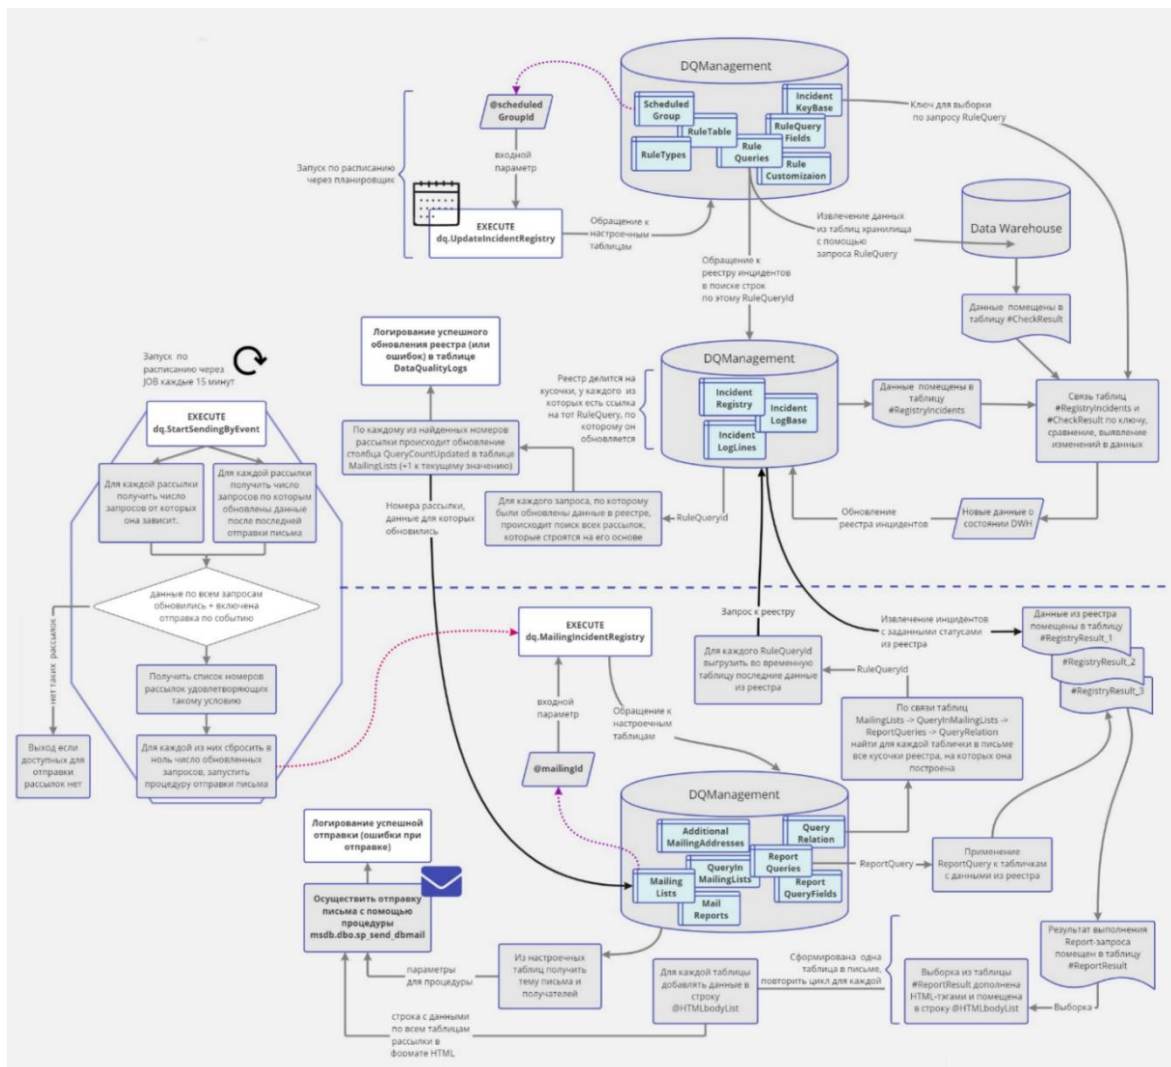 DQManagement
Scheduled
Group
RuleTable
RuleTypes
Rule
Queries
Incident
KeyBase
RuleQuery
Fields
Rule
Customizaion
@scheduled
GroupId
входной
параметр
Запуск по расписанию
через планировщик
EXECUTE
dq.UpdateIncidentRegistry
Обращение к
настроечным
таблицам
Ключ для выборки
по запросу RuleQuery
Извлечение данных
из таблиц хранилища
с помощью
запроса RuleQuery
Data Warehouse
Обращение к
реестру инцидентов
в поиске строк
по этому RuleQueryId
Данные помещены в
таблицу #CheckResult
Логирование успешного
обновления реестра (или
ошибок) в таблице
DataQualityLogs
DQManagement
Incident
Registry
Incident
LogBase
Incident
LogLines
Реестр делится на
кусочки, у каждого из
которых есть ссылка
на тот RuleQuery, по
которому он
обновляется
Данные помещены в
таблицу
#RegistryIncidents
Связь таблиц
#RegistryIncidents и
#CheckResult по ключу,
сравнение, выявление
изменений в данных
Запуск по
расписанию через
JOB каждые 15 минут
EXECUTE
dq.StartSendingByEvent
Для каждой рассылки
получить число
запросов от которых
она зависит.
Для каждой рассылки
получить число
запросов по которым
обновлены данные
после последней
отправки письма
По каждому из найденных номеров
рассылки происходит обновление
столбца QueryCountUpdated в таблице
MailingLists (+1 к текущему значению)
Номера рассылки,
данные для которых
обновились
Для каждого запроса, по которому
были обновлены данные в реестре,
происходит поиск всех рассылок,
которые строятся на его основе
RuleQueryId
Обновление
реестра инцидентов
Новые данные о
состоянии DWH
данные по всем запросам
обновились + включена
отправка по событию
нет таких рассылок
Получить список номеров
рассылок удовлетворяющих
такому условию
Выход если
доступных для
отправки
рассылок нет
Для каждой из них сбросить в
ноль число обновленных
запросов, запустить
процедуру отправки письма
EXECUTE
dq.MailingIncidentRegistry
Запрос к реестру
Извлечение инцидентов
с заданными статусами
из реестра
Данные из реестра
помещены в таблицу
#RegistryResult_1
#RegistryResult_2
#RegistryResult_3
Для каждого RuleQueryId
выгрузить во временную
таблицу последние данные
из реестра
RuleQueryId
входной
параметр
Обращение к
настроечным
таблицам
По связи таблиц
MailingLists -> QueryInMailingLists ->
ReportQueries -> QueryRelation
найти для каждой таблички в письме
все кусочки реестра, на которых она
построена
@mailingId
DQManagement
Additional
MailingAddresses
Query
Relation
QueryIn
MailingLists
Report
Queries
Mailing
Lists
Mail
Reports
Report
QueryFields
ReportQuery
Применение
ReportQuery к табличкам
с данными из реестра
Логирование успешной
отправки (ошибки при
отправке)
Осуществить отправку
письма с помощью
процедуры
msdb.dbo.sp_send_dbmail
параметры
для процедуры
Из настроечных
таблиц получить
тему письма и
получателей
Для каждой таблицы
добавлять данные в
строку
@HTMLbodyList
Сформирована одна
таблица в письме,
повторить цикл для каждой
Выборка из таблицы
#ReportResult дополнена
HTML-тэгами и помещена
в строку @HTMLbodyList
Выборка
Результат выполнения
Report-запроса
помещен в таблицу
#ReportResult
строка с данными
по всем таблицам
рассылки в
формате HTML